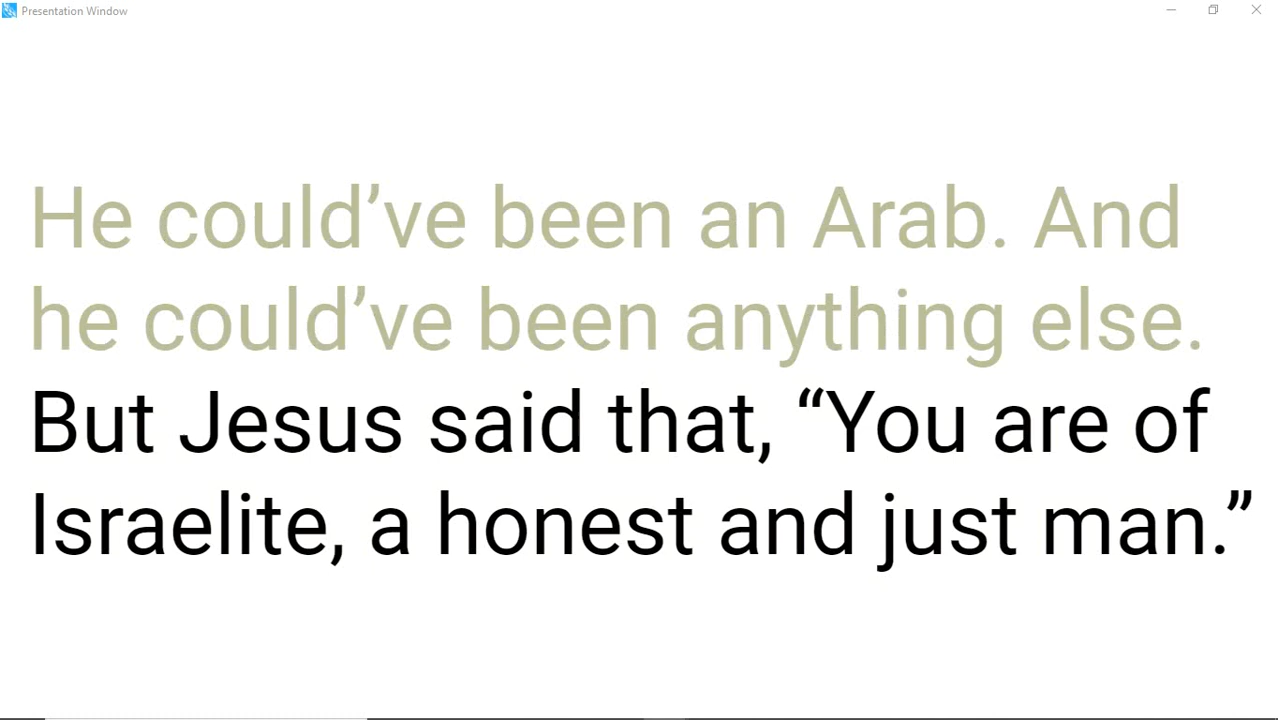 Presentation Window
He could’ve been an Arab. And
he could’ve been anything else.
But Jesus said that, “You are of
Israelite, a honest and just man.”